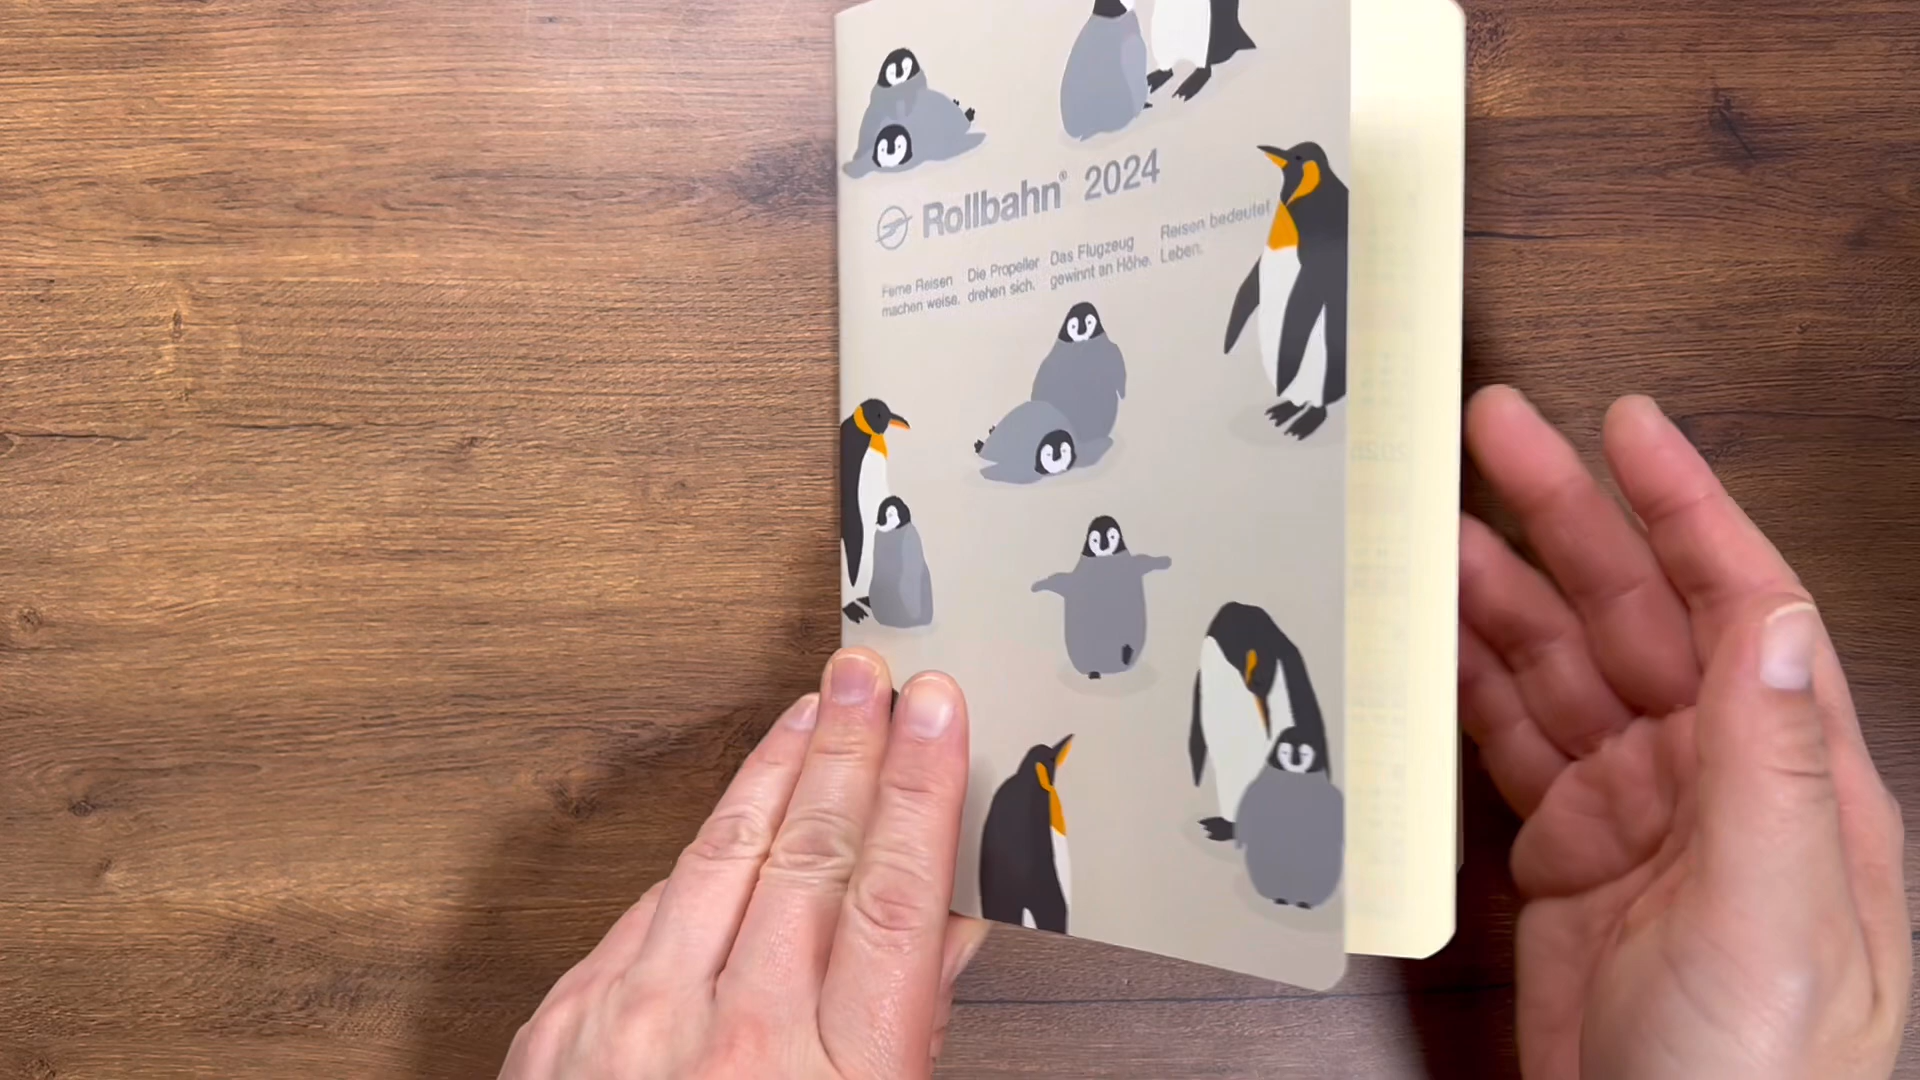 Rollbahn® 2024
Ferne Reisen machen weise.
Die Propeller drehen sich.
Das Flugzeug gewinnt an Höhe.
Reisen bedeutet Leben.